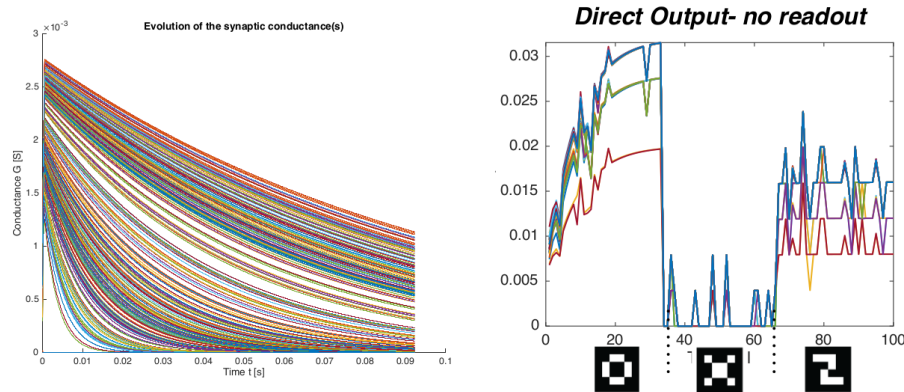 Evolution of the synaptic conductance(s)
×10⁻³
Conductance G [S]
3
2.5
2
1.5
1
0.5
0
0 0.01 0.02 0.03 0.04 0.05 0.06 0.07 0.08 0.09 0.1
Time t [s]
Direct Output- no readout
0.03
0.025
0.02
0.015
0.01
0.005
0
0 20 40 60 80 100